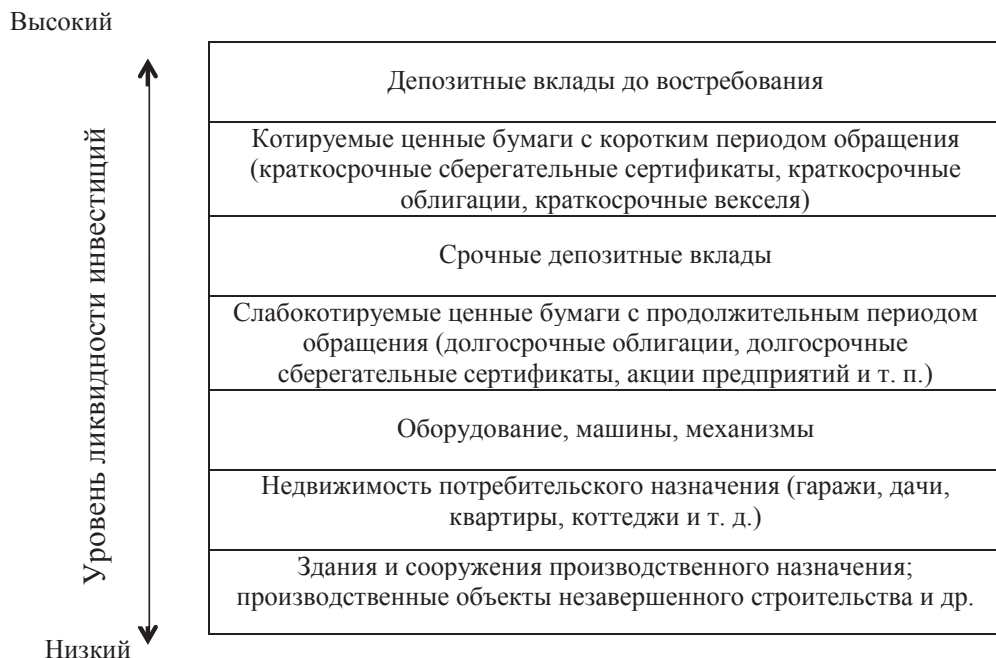 Высокий
Уровень ликвидности инвестиций
Депозитные вклады до востребования
Котируемые ценные бумаги с коротким периодом обращения
(краткосрочные сберегательные сертификаты, краткосрочные
облигации, краткосрочные векселя)
Срочные депозитные вклады
Слабокотируемые ценные бумаги с продолжительным периодом
обращения (долгосрочные облигации, долгосрочные
сберегательные сертификаты, акции предприятий и т. п.)
Оборудование, машины, механизмы
Недвижимость потребительского назначения (гаражи, дачи,
квартиры, коттеджи и т. д.)
Здания и сооружения производственного назначения;
производственные объекты незавершенного строительства и др.
Низкий